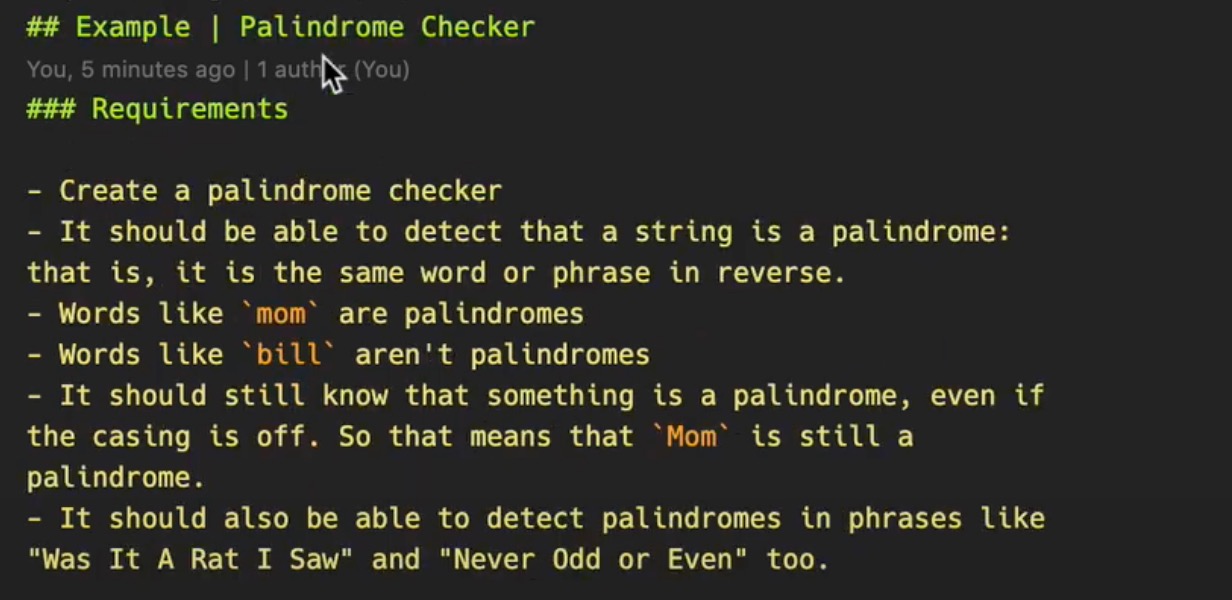 ## Example | Palindrome Checker
You, 5 minutes ago | 1 author (You)
### Requirements
- Create a palindrome checker
- It should be able to detect that a string is a palindrome:
that is, it is the same word or phrase in reverse.
- Words like `mom` are palindromes
- Words like `bill` aren't palindromes
- It should still know that something is a palindrome, even if
the casing is off. So that means that `Mom` is still a
palindrome.
- It should also be able to detect palindromes in phrases like
"Was It A Rat I Saw" and "Never Odd or Even" too.